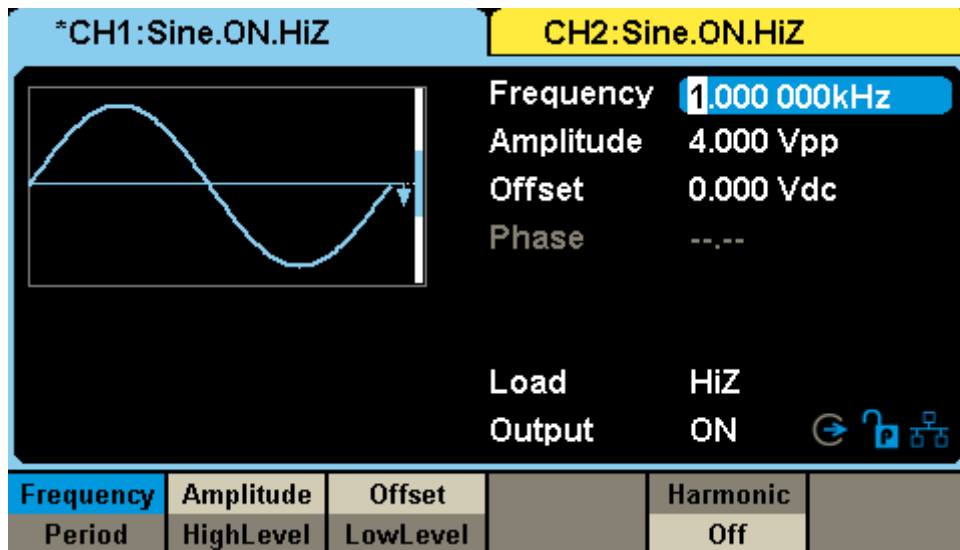 *CH1:Sine.ON.HiZ CH2:Sine.ON.HiZ
Frequency 1.000 000kHz
Amplitude 4.000 Vpp
Offset 0.000 Vdc
Phase --.--
Load HiZ
Output ON P
Frequency Amplitude Offset Harmonic
Period HighLevel LowLevel Off